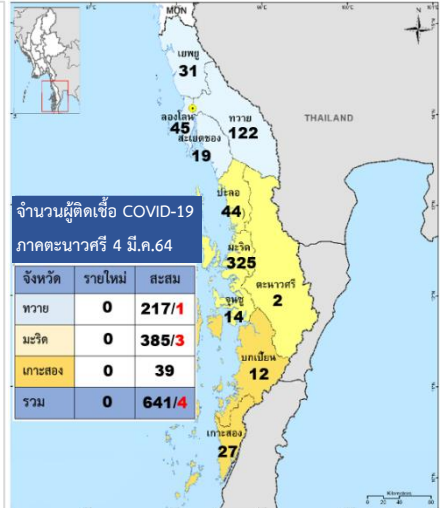 MON
N
เยพยู
31
ลองโลน
45
ทวาย
122
สะเยดชอง
19
THAILAND
ปะลอ
44
มะริด
325
ตะนาวศรี
2
จุนซู
14
บกเปี้ยน
12
เกาะสอง
27
จำนวนผู้ติดเชื้อ COVID-19
ภาคตะนาวศรี 4 มี.ค.64
จังหวัด รายใหม่ สะสม
ทวาย 0 217/1
มะริด 0 385/3
เกาะสอง 0 39
รวม 0 641/4
Kilometers